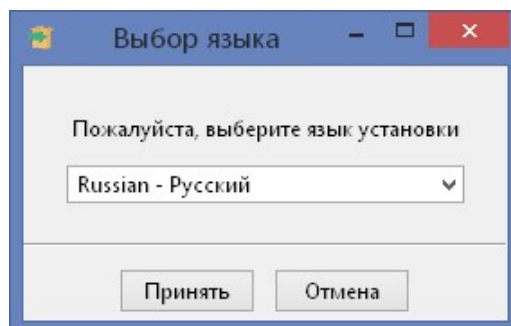 Выбор языка
Пожалуйста, выберите язык установки
Russian - Русский
Принять Отмена